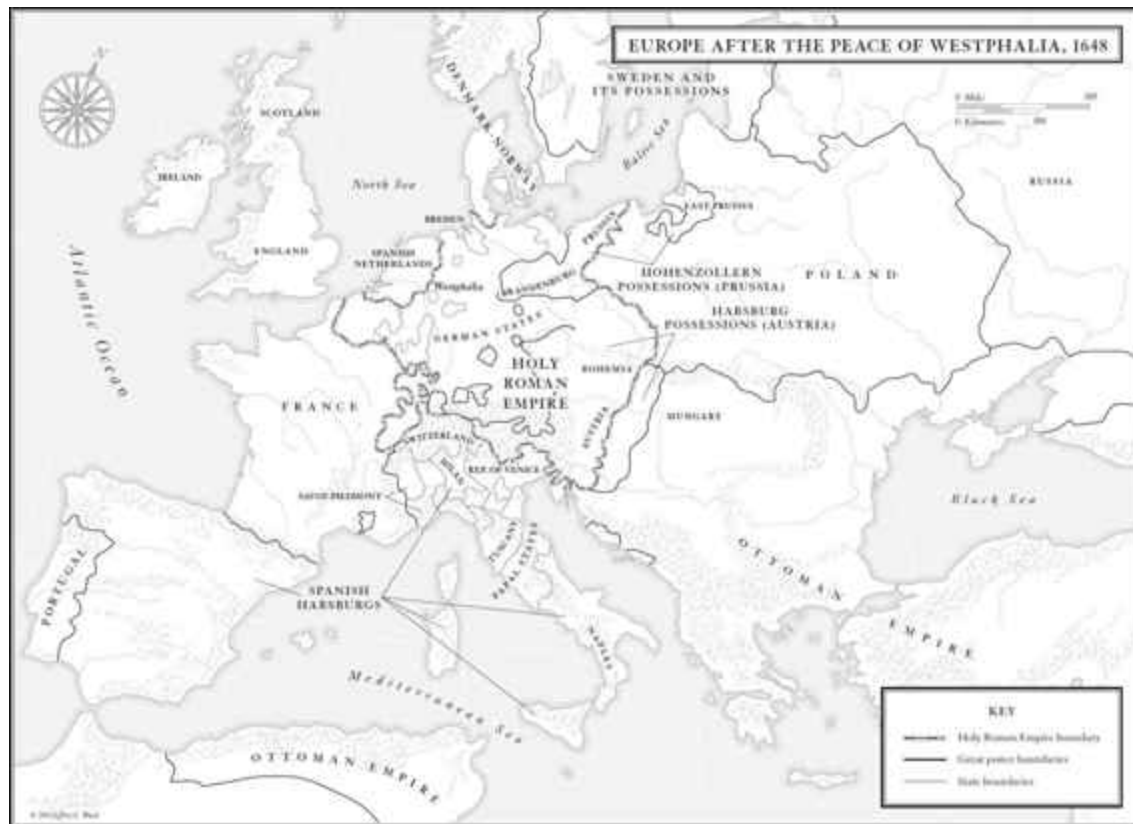 EUROPE AFTER THE PEACE OF WESTPHALIA, 1648
N
SWEDEN AND
ITS POSSESSIONS
DENMARK-NORWAY
SCOTLAND
Baltic Sea
RUSSIA
IRELAND
North Sea
EAST PRUSSIA
BREMEN
PRUSSIA
ENGLAND
SPANISH
NETHERLANDS
Westphalia
BRANDENBURG
HOHENZOLLERN
POSSESSIONS (PRUSSIA)
POLAND
Atlantic Ocean
GERMAN STATES
HABSBURG
POSSESSIONS (AUSTRIA)
HOLY
ROMAN
EMPIRE
BOHEMIA
FRANCE
AUSTRIA
HUNGARY
SWITZERLAND
MILAN
REP. OF VENICE
SAVOY-PIEDMONT
Black Sea
TUSCANY
PAPAL STATES
OTTOMAN
EMPIRE
PORTUGAL
SPANISH
HABSBURGS
NAPLES
Mediterranean Sea
OTTOMAN EMPIRE
KEY
Holy Roman Empire boundary
Great power boundaries
State boundaries